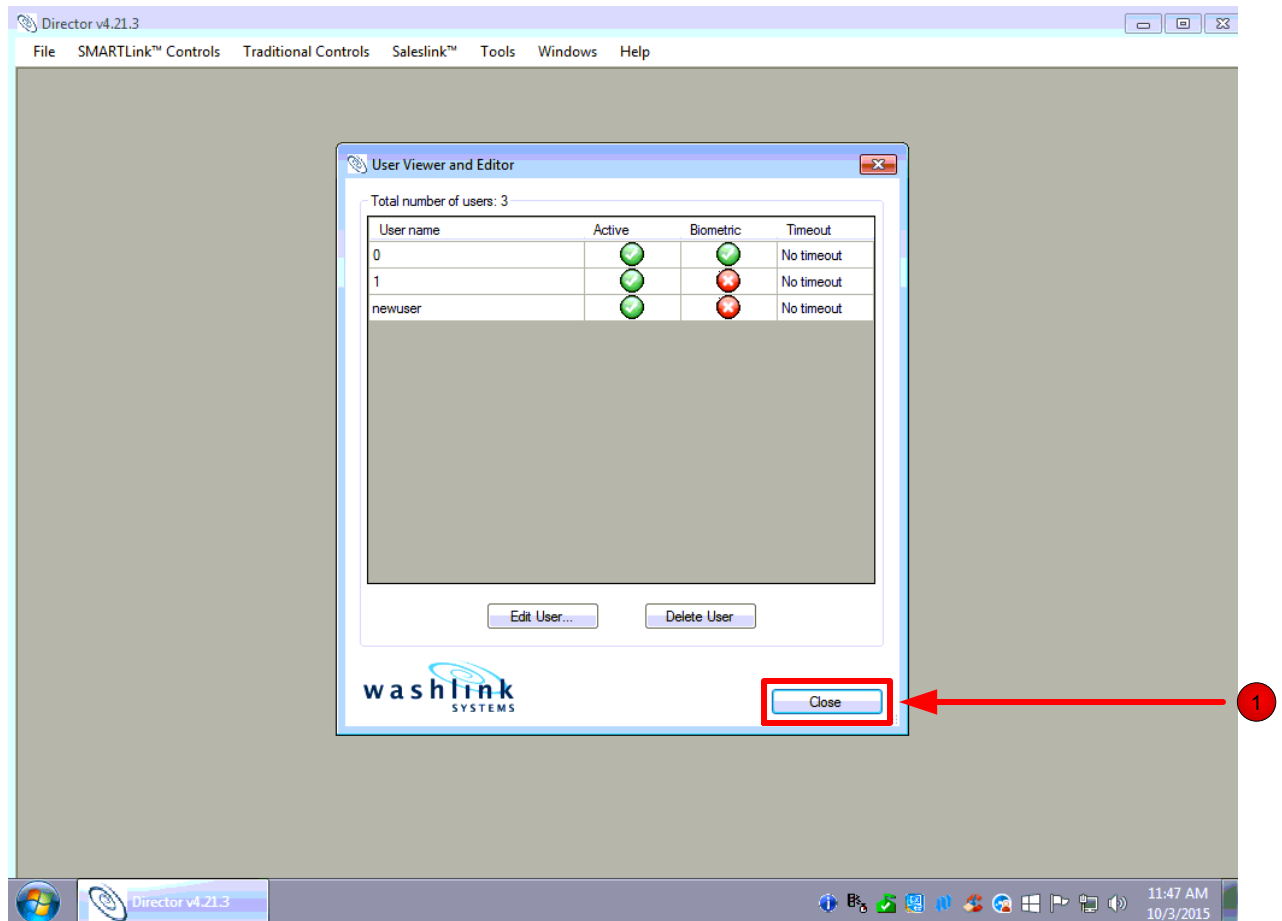 Director v4.21.3
File SMARTLink™ Controls Traditional Controls Saleslink™ Tools Windows Help
User Viewer and Editor
Total number of users: 3
User name Active Biometric Timeout
0 No timeout
1 No timeout
newuser No timeout
Edit User... Delete User
washlink
SYSTEMS
Close
1
Director v4.21.3
11:47 AM
10/3/2015